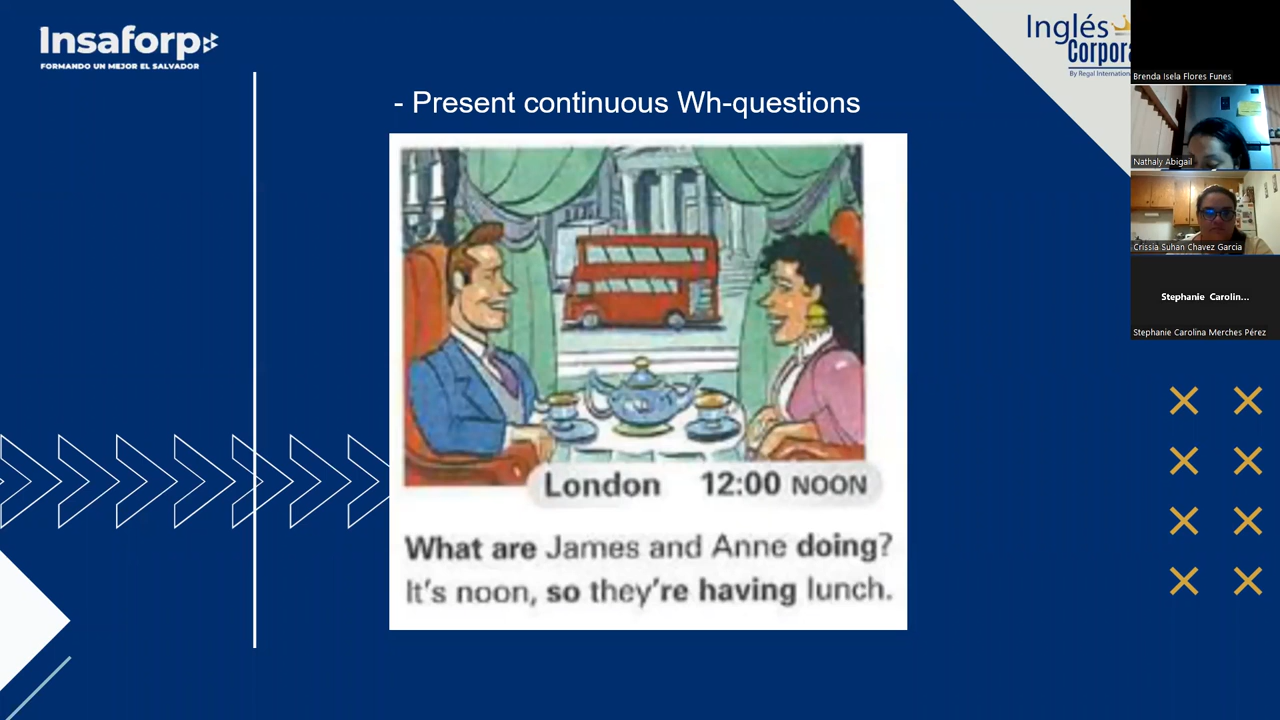 Insaforp
FORMANDO UN MEJOR EL SALVADOR
Inglés
By Regal
- Present continuous Wh-questions
London 12:00 NOON
What are James and Anne doing?
It's noon, so they're having lunch.
Brenda Isela Flores Funes
Nathaly Abigail
Crissia Suhan Chavez Garcia
Stephanie Carolin...
Stephanie Carolina Merches Pérez